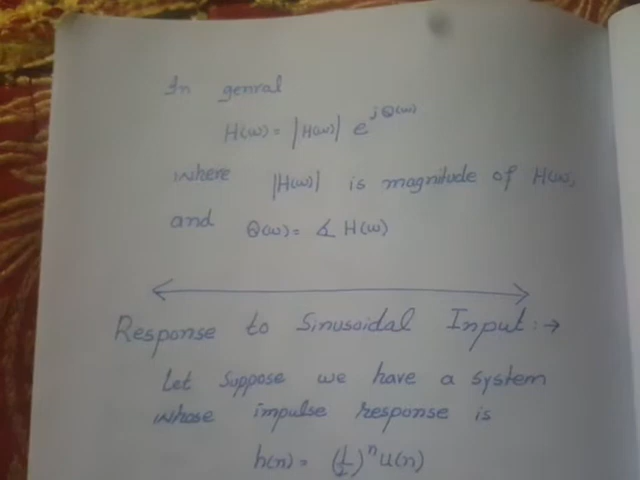 In genral
H(ω) = |H(ω)| e^jθ(ω)
where |H(ω)| is magnitude of H(ω),
and θ(ω) = ∡ H(ω)
Response to Sinusoidal Input :→
Let Suppose we have a system
whose impulse response is
h(n) = (1/2)^n u(n)